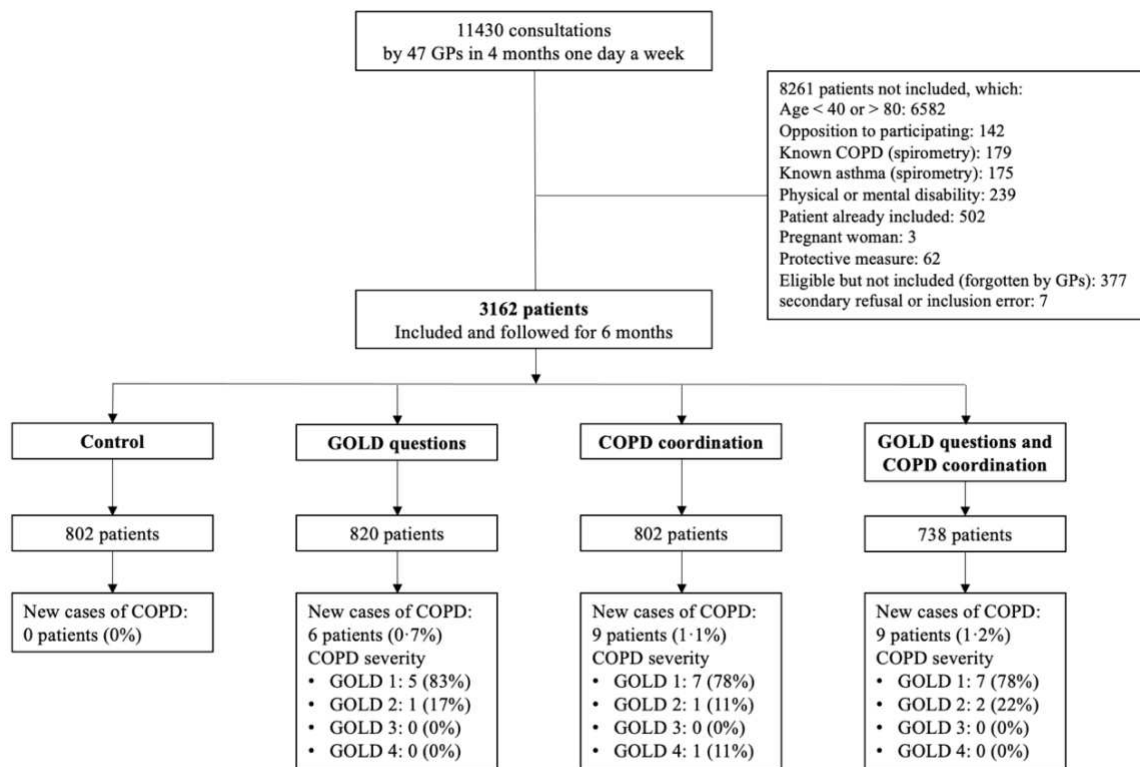 11430 consultations
by 47 GPs in 4 months one day a week
8261 patients not included, which:
Age < 40 or > 80: 6582
Opposition to participating: 142
Known COPD (spirometry): 179
Known asthma (spirometry): 175
Physical or mental disability: 239
Patient already included: 502
Pregnant woman: 3
Protective measure: 62
Eligible but not included (forgotten by GPs): 377
secondary refusal or inclusion error: 7
3162 patients
Included and followed for 6 months
Control
802 patients
New cases of COPD:
0 patients (0%)
GOLD questions
820 patients
New cases of COPD:
6 patients (0·7%)
COPD severity
• GOLD 1: 5 (83%)
• GOLD 2: 1 (17%)
• GOLD 3: 0 (0%)
• GOLD 4: 0 (0%)
COPD coordination
802 patients
New cases of COPD:
9 patients (1·1%)
COPD severity
• GOLD 1: 7 (78%)
• GOLD 2: 1 (11%)
• GOLD 3: 0 (0%)
• GOLD 4: 1 (11%)
GOLD questions and
COPD coordination
738 patients
New cases of COPD:
9 patients (1·2%)
COPD severity
• GOLD 1: 7 (78%)
• GOLD 2: 2 (22%)
• GOLD 3: 0 (0%)
• GOLD 4: 0 (0%)